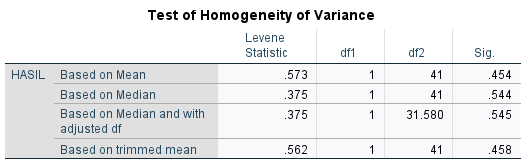 Test of Homogeneity of Variance
Levene Statistic df1 df2 Sig.
HASIL Based on Mean .573 1 41 .454
Based on Median .375 1 41 .544
Based on Median and with adjusted df .375 1 31.580 .545
Based on trimmed mean .562 1 41 .458